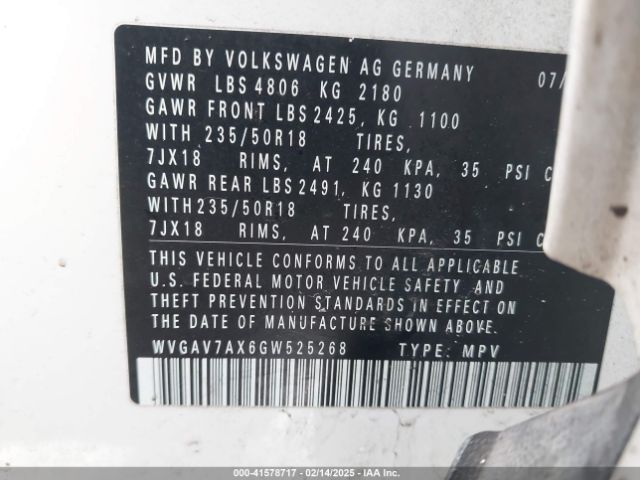 MFD BY VOLKSWAGEN AG GERMANY 07/
GVWR LBS 4806 KG 2180
GAWR FRONT LBS 2425, KG 1100
WITH 235/50R18 TIRES,
7JX18 RIMS, AT 240 KPA, 35 PSI C
GAWR REAR LBS 2491, KG 1130
WITH 235/50R18 TIRES,
7JX18 RIMS, AT 240 KPA, 35 PSI C
THIS VEHICLE CONFORMS TO ALL APPLICABLE
U.S. FEDERAL MOTOR VEHICLE SAFETY AND
THEFT PREVENTION STANDARDS IN EFFECT ON
THE DATE OF MANUFACTURE SHOWN ABOVE.
WVGAV7AX6GW525268 TYPE: MPV
000-41578717 - 02/14/2025 - IAA Inc.